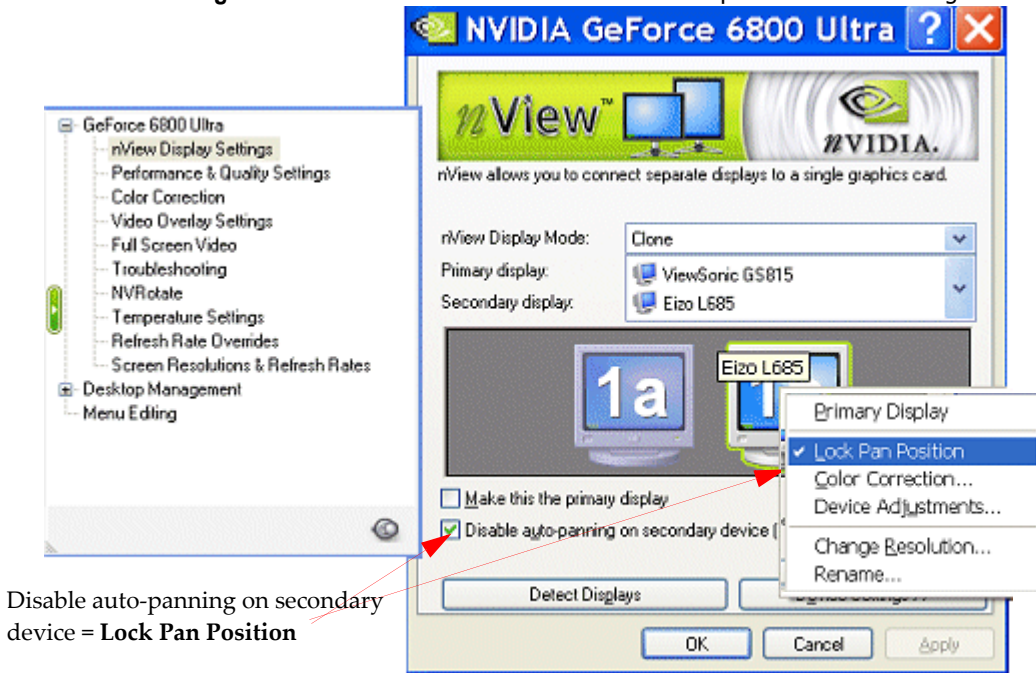 NVIDIA GeForce 6800 Ultra
nView™
NVIDIA.
nView allows you to connect separate displays to a single graphics card.
GeForce 6800 Ultra
nView Display Settings
Performance & Quality Settings
Color Correction
Video Overlay Settings
Full Screen Video
Troubleshooting
NVRotate
Temperature Settings
Refresh Rate Overrides
Screen Resolutions & Refresh Rates
Desktop Management
Menu Editing
nView Display Mode: Clone
Primary display: ViewSonic GS815
Secondary display: Eizo L685
1a
Eizo L685
Primary Display
Lock Pan Position
Color Correction...
Device Adjustments...
Change Resolution...
Rename...
Make this the primary display
Disable auto-panning on secondary device (
Detect Displays
OK Cancel Apply
Disable auto-panning on secondary
device = Lock Pan Position